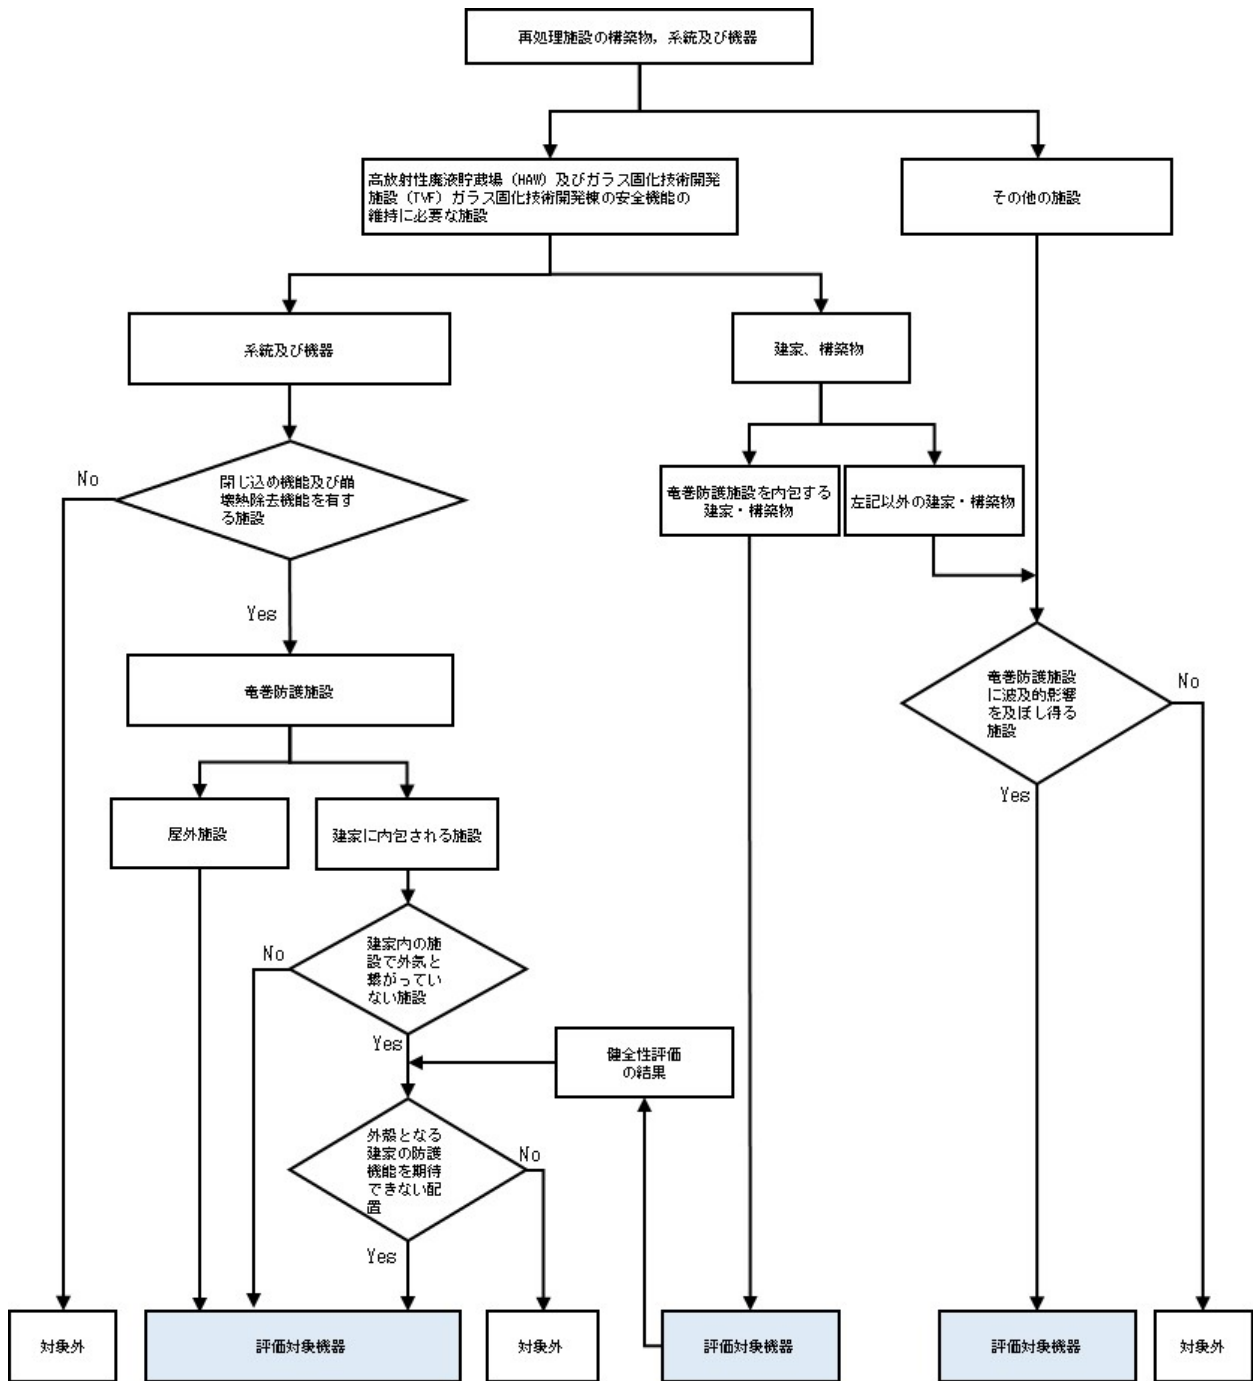 再処理施設の構築物，系統及び機器
高放射性廃液貯蔵場（HAW）及びガラス固化技術開発
施設（TVF）ガラス固化技術開発棟の安全機能の
維持に必要な施設
その他の施設
系統及び機器
建家、構築物
No
閉じ込め機能及び崩
壊熱除去機能を有す
る施設
竜巻防護施設を内包する
建家・構築物
左記以外の建家・構築物
Yes
竜巻防護施設
竜巻防護施設
に波及的影響
を及ぼし得る
施設
No
Yes
屋外施設
建家に内包される施設
No
建家内の施
設で外気と
繋がってい
ない施設
Yes
健全性評価
の結果
外殻となる
建家の防護
機能を期待
できない配
置
No
Yes
対象外
評価対象機器
対象外
評価対象機器
評価対象機器
対象外